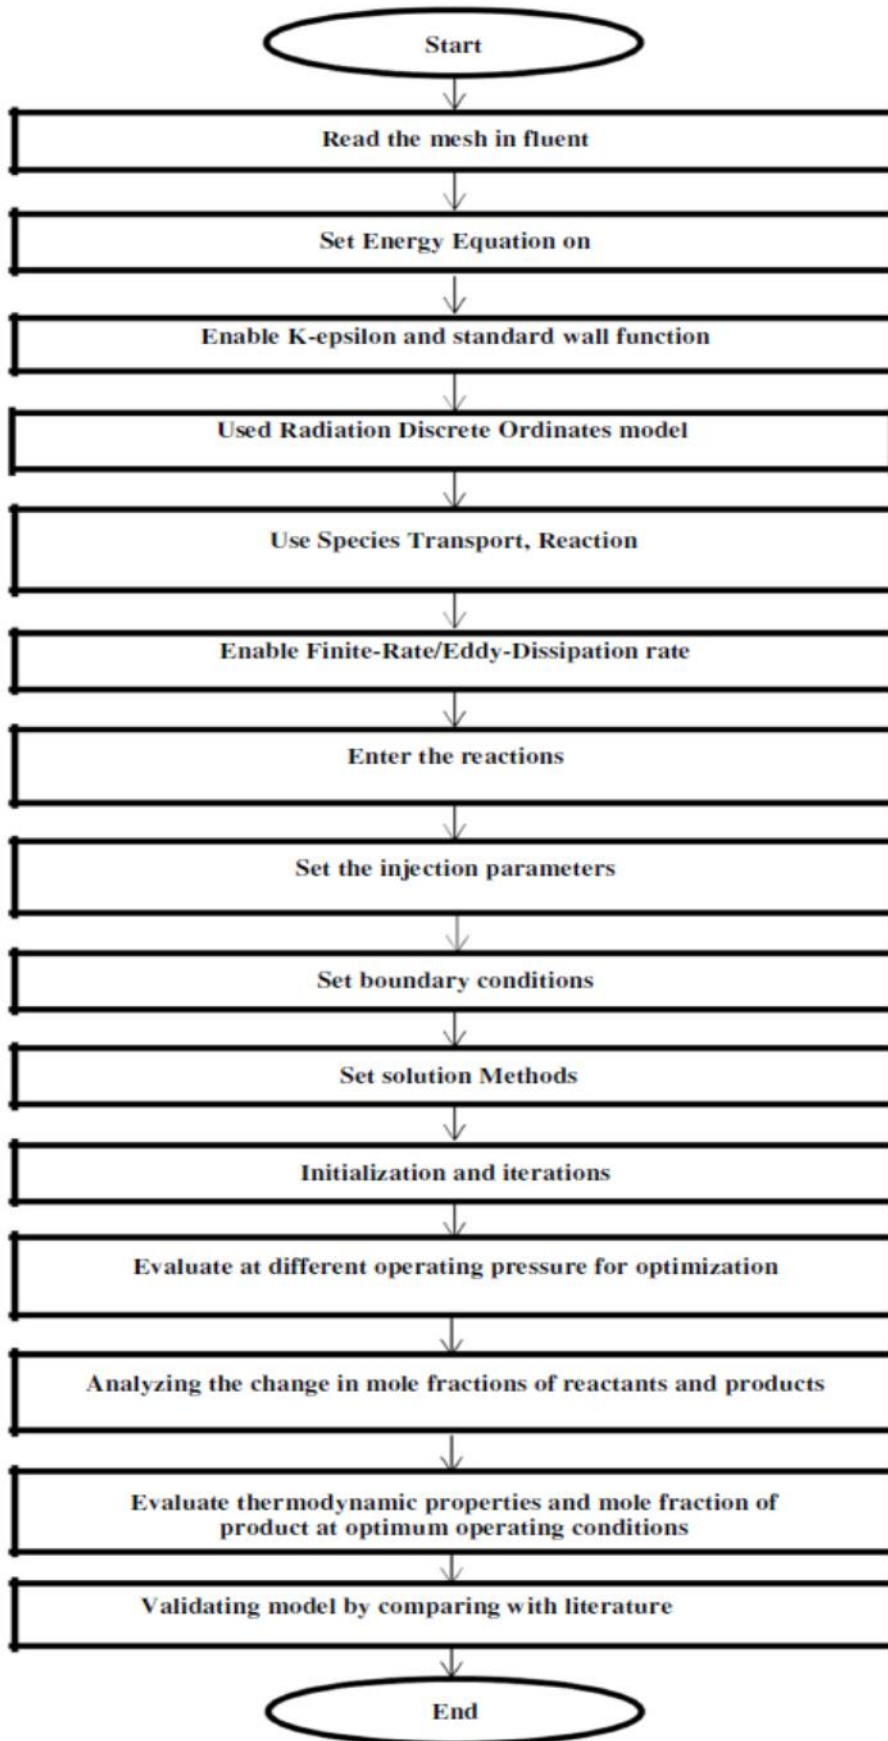 Start
Read the mesh in fluent
Set Energy Equation on
Enable K-epsilon and standard wall function
Used Radiation Discrete Ordinates model
Use Species Transport, Reaction
Enable Finite-Rate/Eddy-Dissipation rate
Enter the reactions
Set the injection parameters
Set boundary conditions
Set solution Methods
Initialization and iterations
Evaluate at different operating pressure for optimization
Analyzing the change in mole fractions of reactants and products
Evaluate thermodynamic properties and mole fraction of
product at optimum operating conditions
Validating model by comparing with literature
End